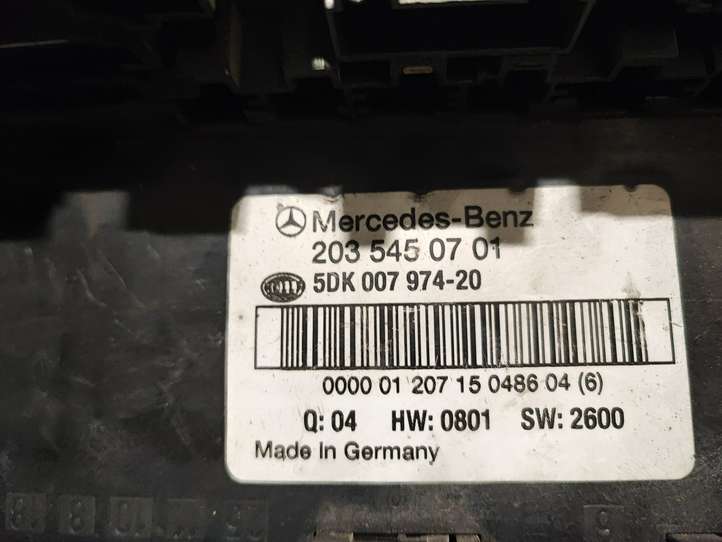 Mercedes-Benz
203 545 07 01
HELLA 5DK 007 974-20
0000 01 207 15 0486 04 (6)
Q: 04 HW: 0801 SW: 2600
Made In Germany